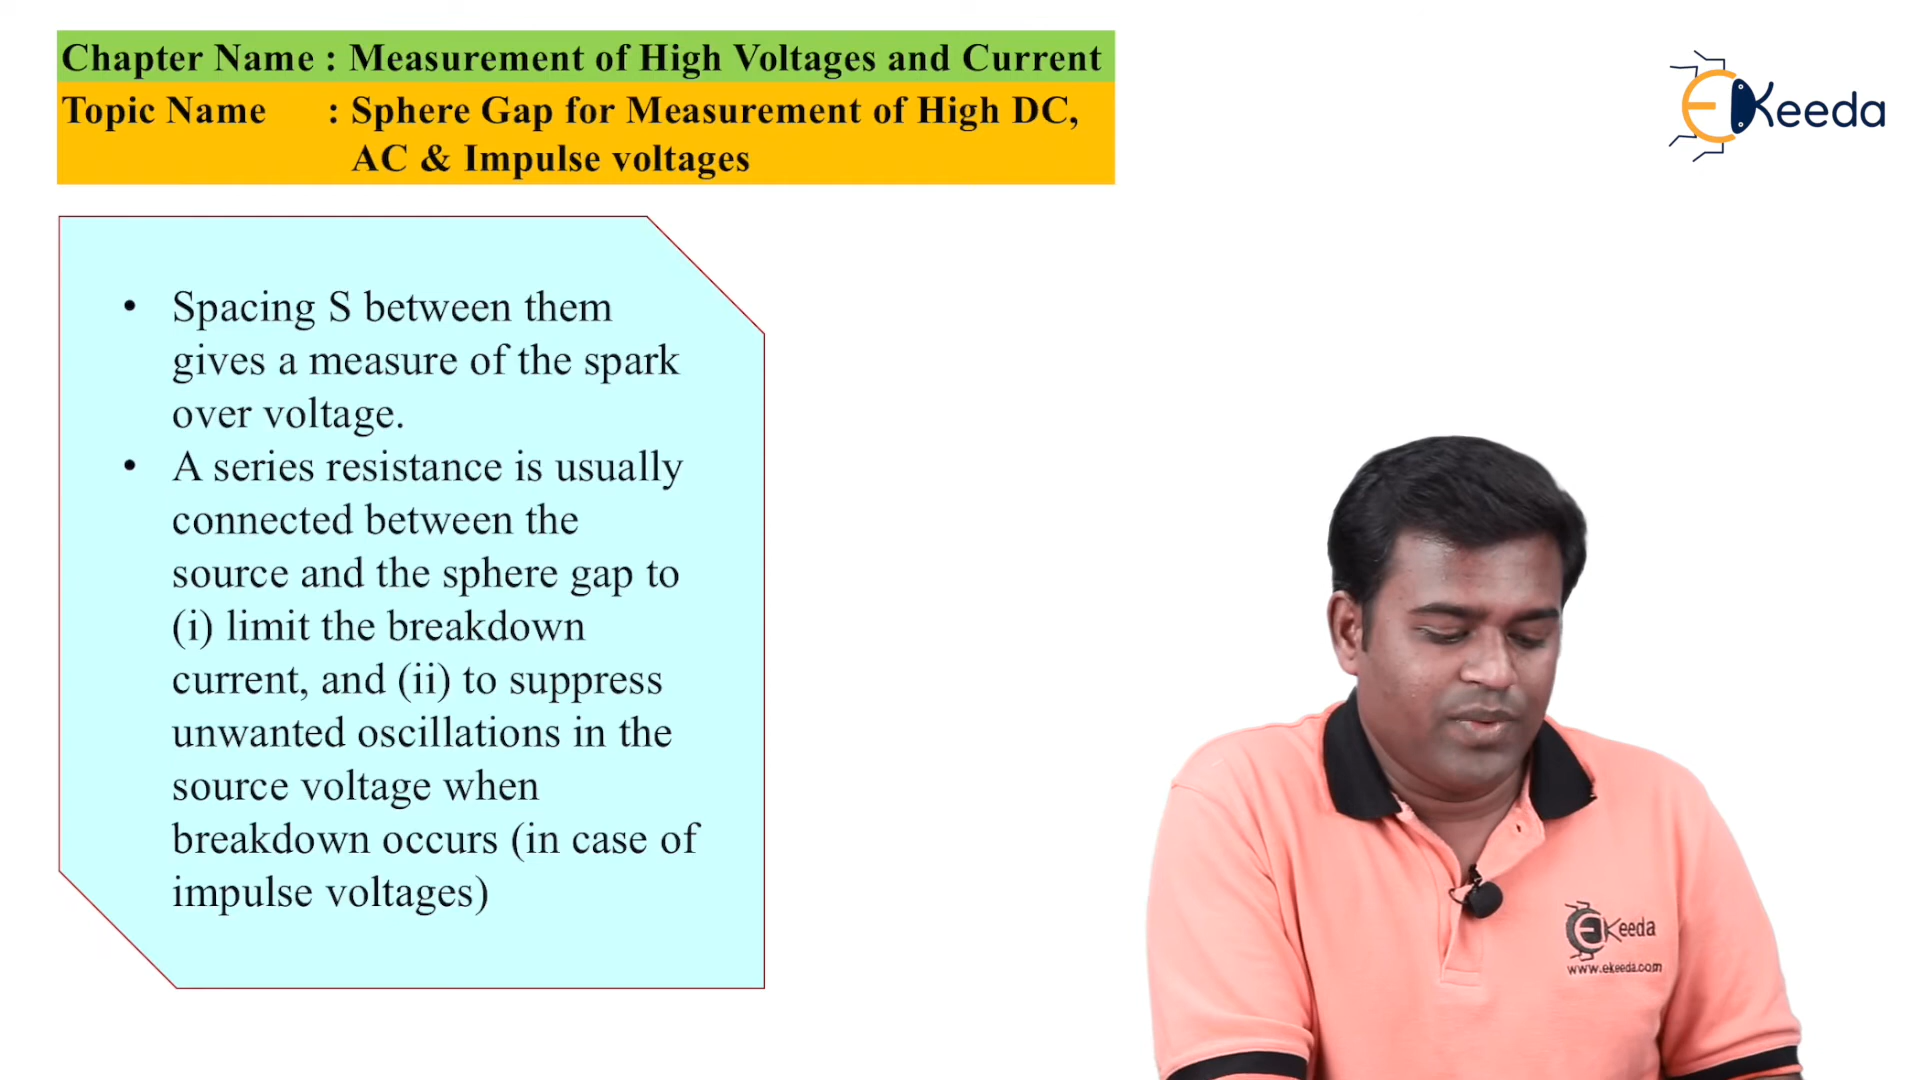 Chapter Name : Measurement of High Voltages and Current
Topic Name : Sphere Gap for Measurement of High DC,
AC & Impulse voltages
EKeeda
• Spacing S between them
gives a measure of the spark
over voltage.
• A series resistance is usually
connected between the
source and the sphere gap to
(i) limit the breakdown
current, and (ii) to suppress
unwanted oscillations in the
source voltage when
breakdown occurs (in case of
impulse voltages)
EKeeda
www.ekeeda.com